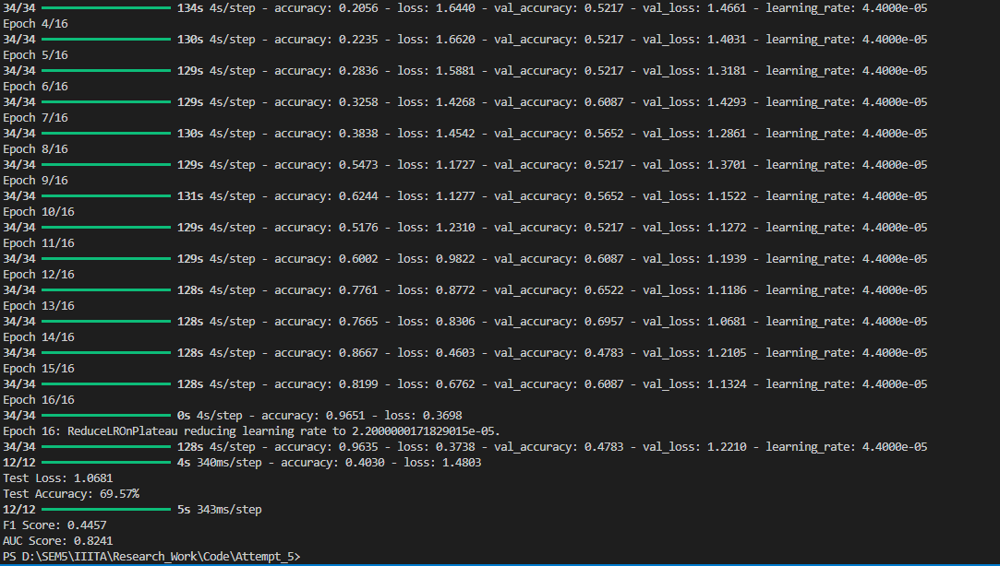 34/34 134s 4s/step - accuracy: 0.2056 - loss: 1.6440 - val_accuracy: 0.5217 - val_loss: 1.4661 - learning_rate: 4.4000e-05
Epoch 4/16
34/34 130s 4s/step - accuracy: 0.2235 - loss: 1.6620 - val_accuracy: 0.5217 - val_loss: 1.4031 - learning_rate: 4.4000e-05
Epoch 5/16
34/34 129s 4s/step - accuracy: 0.2836 - loss: 1.5881 - val_accuracy: 0.5217 - val_loss: 1.3181 - learning_rate: 4.4000e-05
Epoch 6/16
34/34 129s 4s/step - accuracy: 0.3258 - loss: 1.4268 - val_accuracy: 0.6087 - val_loss: 1.4293 - learning_rate: 4.4000e-05
Epoch 7/16
34/34 130s 4s/step - accuracy: 0.3838 - loss: 1.4542 - val_accuracy: 0.5652 - val_loss: 1.2861 - learning_rate: 4.4000e-05
Epoch 8/16
34/34 129s 4s/step - accuracy: 0.5473 - loss: 1.1727 - val_accuracy: 0.5217 - val_loss: 1.3701 - learning_rate: 4.4000e-05
Epoch 9/16
34/34 131s 4s/step - accuracy: 0.6244 - loss: 1.1277 - val_accuracy: 0.5652 - val_loss: 1.1522 - learning_rate: 4.4000e-05
Epoch 10/16
34/34 129s 4s/step - accuracy: 0.5176 - loss: 1.2310 - val_accuracy: 0.5217 - val_loss: 1.1272 - learning_rate: 4.4000e-05
Epoch 11/16
34/34 129s 4s/step - accuracy: 0.6002 - loss: 0.9822 - val_accuracy: 0.6087 - val_loss: 1.1939 - learning_rate: 4.4000e-05
Epoch 12/16
34/34 128s 4s/step - accuracy: 0.7761 - loss: 0.8772 - val_accuracy: 0.6522 - val_loss: 1.1186 - learning_rate: 4.4000e-05
Epoch 13/16
34/34 128s 4s/step - accuracy: 0.7665 - loss: 0.8306 - val_accuracy: 0.6957 - val_loss: 1.0681 - learning_rate: 4.4000e-05
Epoch 14/16
34/34 128s 4s/step - accuracy: 0.8667 - loss: 0.4603 - val_accuracy: 0.4783 - val_loss: 1.2105 - learning_rate: 4.4000e-05
Epoch 15/16
34/34 128s 4s/step - accuracy: 0.8199 - loss: 0.6762 - val_accuracy: 0.6087 - val_loss: 1.1324 - learning_rate: 4.4000e-05
Epoch 16/16
34/34 0s 4s/step - accuracy: 0.9651 - loss: 0.3698
Epoch 16: ReduceLROnPlateau reducing learning rate to 2.2000000171829015e-05.
34/34 128s 4s/step - accuracy: 0.9635 - loss: 0.3738 - val_accuracy: 0.4783 - val_loss: 1.2210 - learning_rate: 4.4000e-05
12/12 4s 340ms/step - accuracy: 0.4030 - loss: 1.4803
Test Loss: 1.0681
Test Accuracy: 69.57%
12/12 5s 343ms/step
F1 Score: 0.4457
AUC Score: 0.8241
PS D:\SEM5\IIITA\Research_Work\Code\Attempt_5>